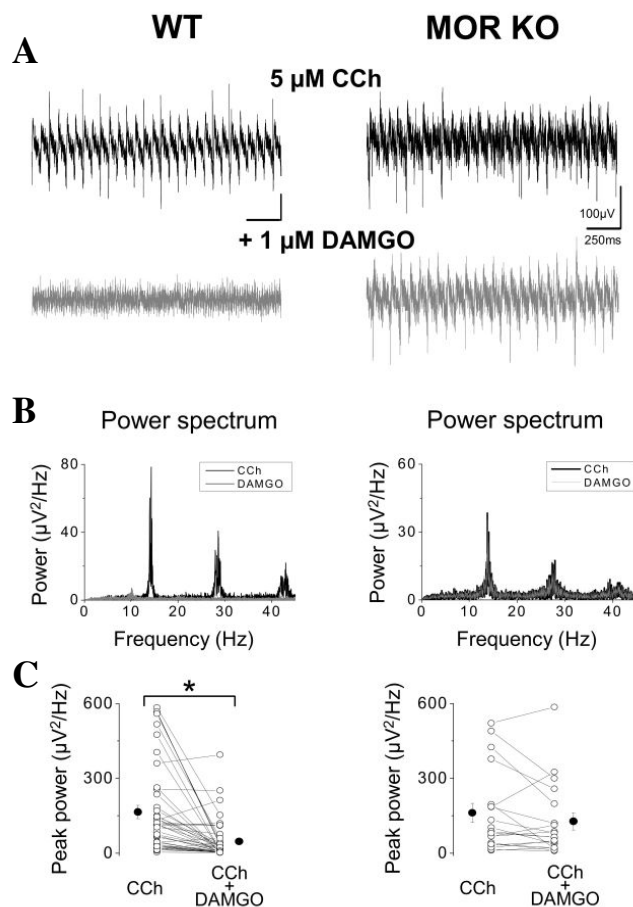 WT MOR KO
A
5 µM CCh
100µV
250ms
+ 1 µM DAMGO
B
Power spectrum Power spectrum
80
40
0
Power (µV²/Hz)
CCh
DAMGO
0 10 20 30 40
Frequency (Hz)
60
30
0
Power (µV²/Hz)
CCh
DAMGO
0 10 20 30 40
Frequency (Hz)
C
600
300
0
Peak power (µV²/Hz)
*
CCh
CCh
+
DAMGO
600
300
0
Peak power (µV²/Hz)
CCh
CCh
+
DAMGO